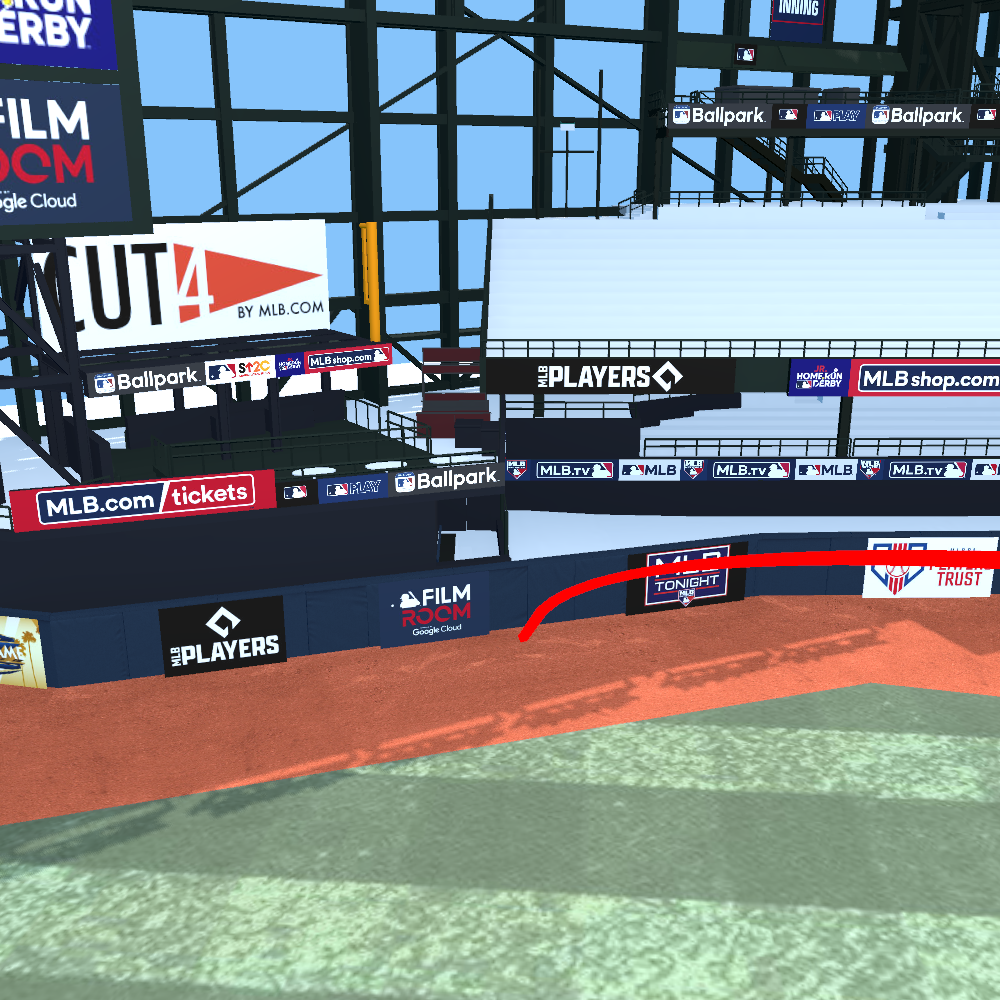 RUN
ERBY
FILM
ROOM
Google Cloud
INNING
Ballpark.
PLAY
Ballpark.
CUT4
BY MLB.COM
Ballpark.
MLBshop.com
MLB PLAYERS
JR.
HOME RUN
DERBY
MLBshop.com
MLB.TV
MLB
MLB.TV
MLB
MLB.TV
MLB.com/tickets
PLAY
Ballpark.
MLB PLAYERS
FILM
ROOM
Google Cloud
MLB
TONIGHT
MLB
TRUST